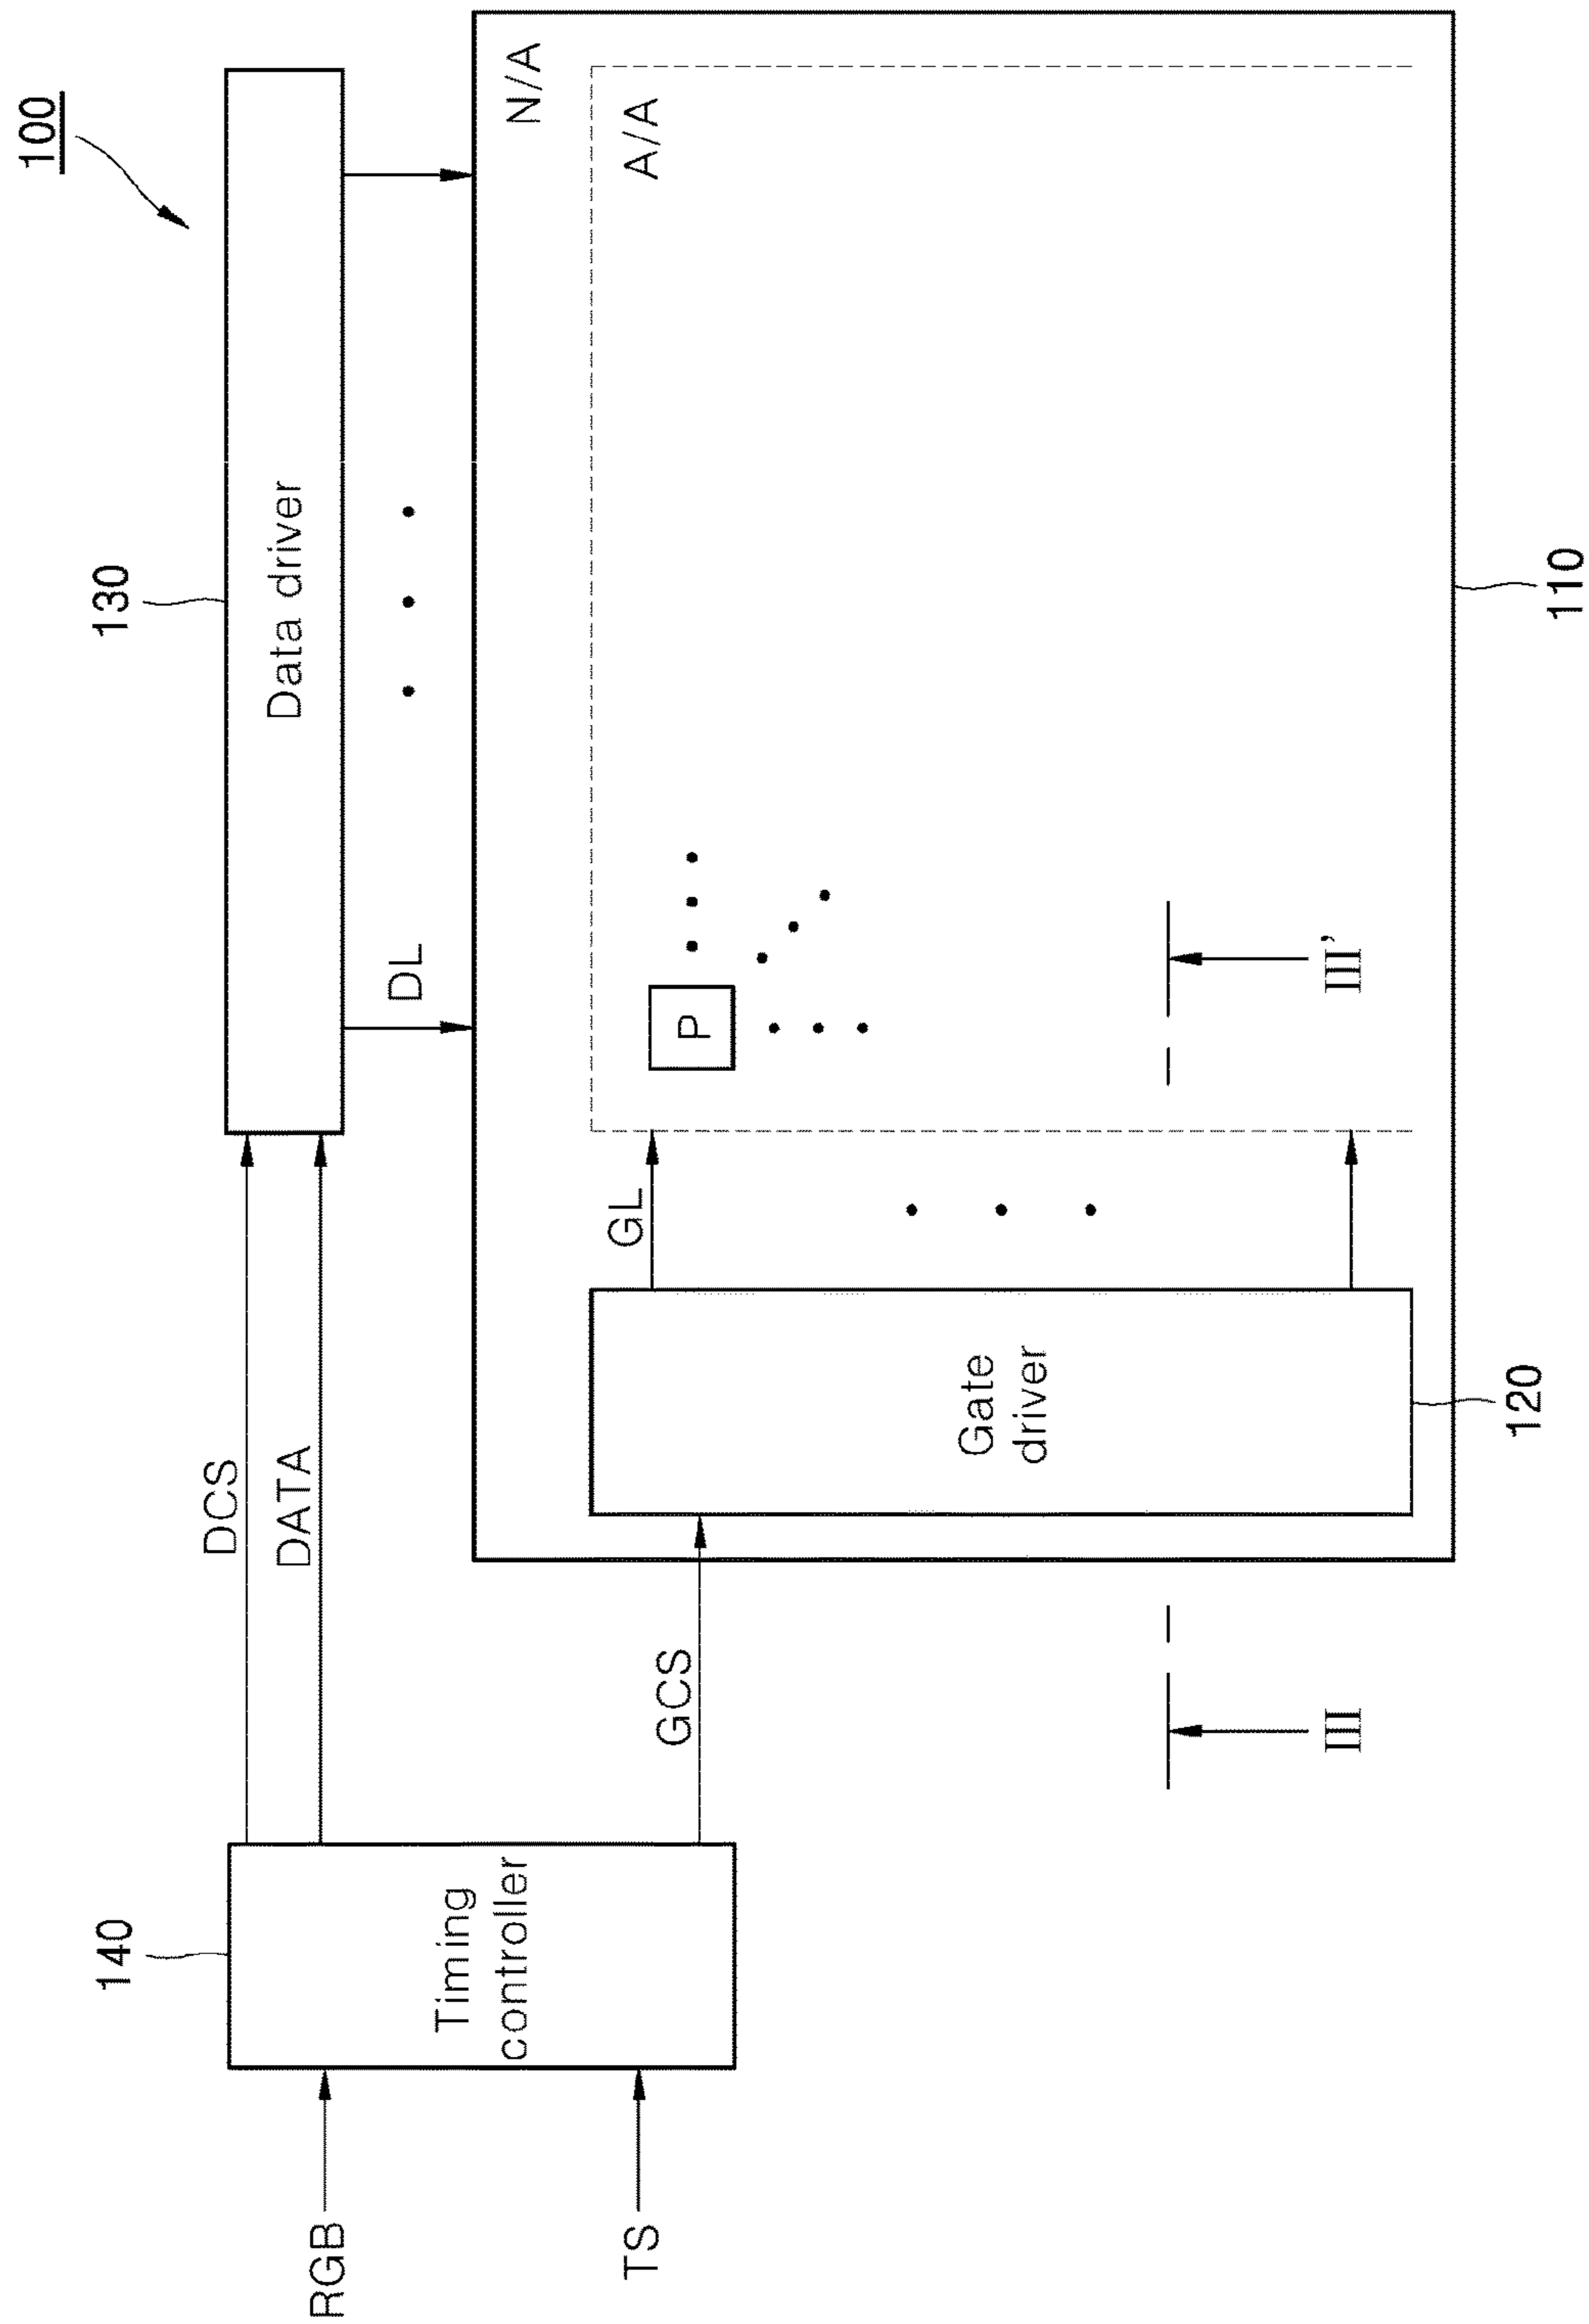 100
130
Data driver
140
DCS
DATA
DL
N/A
A/A
P
GL
Timing
controller
RGB
TS
GCS
Gate
driver
III
III’
120
110